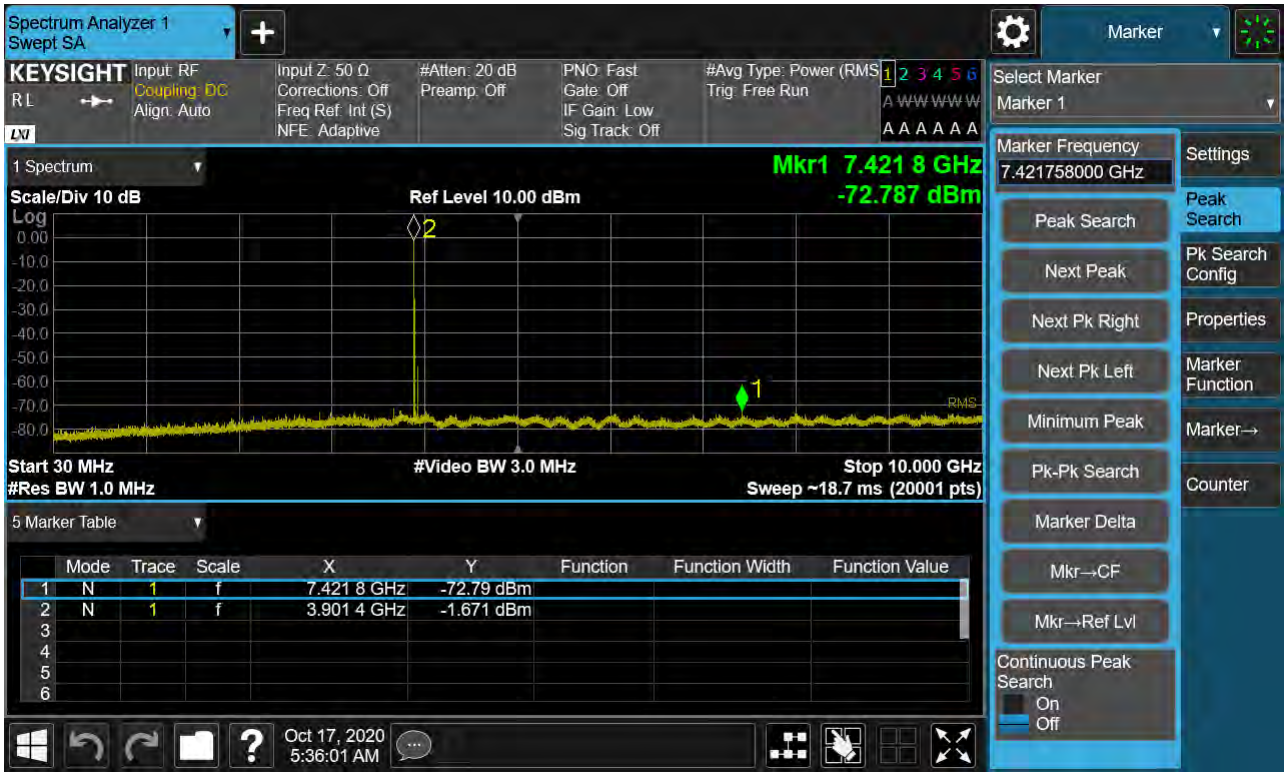 Spectrum Analyzer 1
Swept SA
+
Marker
KEYSIGHT
RL
LXI
Input: RF
Coupling: DC
Align: Auto
Input Z: 50 Ω
Corrections: Off
Freq Ref: Int (S)
NFE: Adaptive
#Atten: 20 dB
Preamp: Off
PNO: Fast
Gate: Off
IF Gain: Low
Sig Track: Off
#Avg Type: Power (RMS
Trig: Free Run
1 2 3 4 5 6
A W W W W W
A A A A A A
Select Marker
Marker 1
1 Spectrum
Scale/Div 10 dB
Ref Level 10.00 dBm
Mkr1 7.421 8 GHz
-72.787 dBm
Log
0.00
-10.0
-20.0
-30.0
-40.0
-50.0
-60.0
-70.0
-80.0
2
1
RMS
Start 30 MHz
#Video BW 3.0 MHz
Stop 10.000 GHz
#Res BW 1.0 MHz
Sweep ~18.7 ms (20001 pts)
5 Marker Table
Mode Trace Scale X Y Function Function Width Function Value
1 N 1 f 7.421 8 GHz -72.79 dBm
2 N 1 f 3.901 4 GHz -1.671 dBm
3
4
5
6
Marker Frequency
7.421758000 GHz
Peak Search
Next Peak
Next Pk Right
Next Pk Left
Minimum Peak
Pk-Pk Search
Marker Delta
Mkr→CF
Mkr→Ref Lvl
Continuous Peak
Search
On
Off
Settings
Peak
Search
Pk Search
Config
Properties
Marker
Function
Marker→
Counter
?
Oct 17, 2020
5:36:01 AM